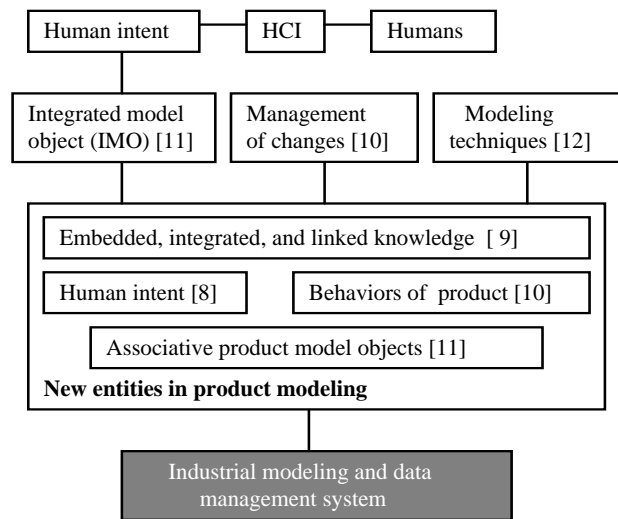 Human intent
HCI
Humans
Integrated model
object (IMO) [11]
Management
of changes [10]
Modeling
techniques [12]
Embedded, integrated, and linked knowledge [ 9]
Human intent [8]
Behaviors of product [10]
Associative product model objects [11]
New entities in product modeling
Industrial modeling and data
management system